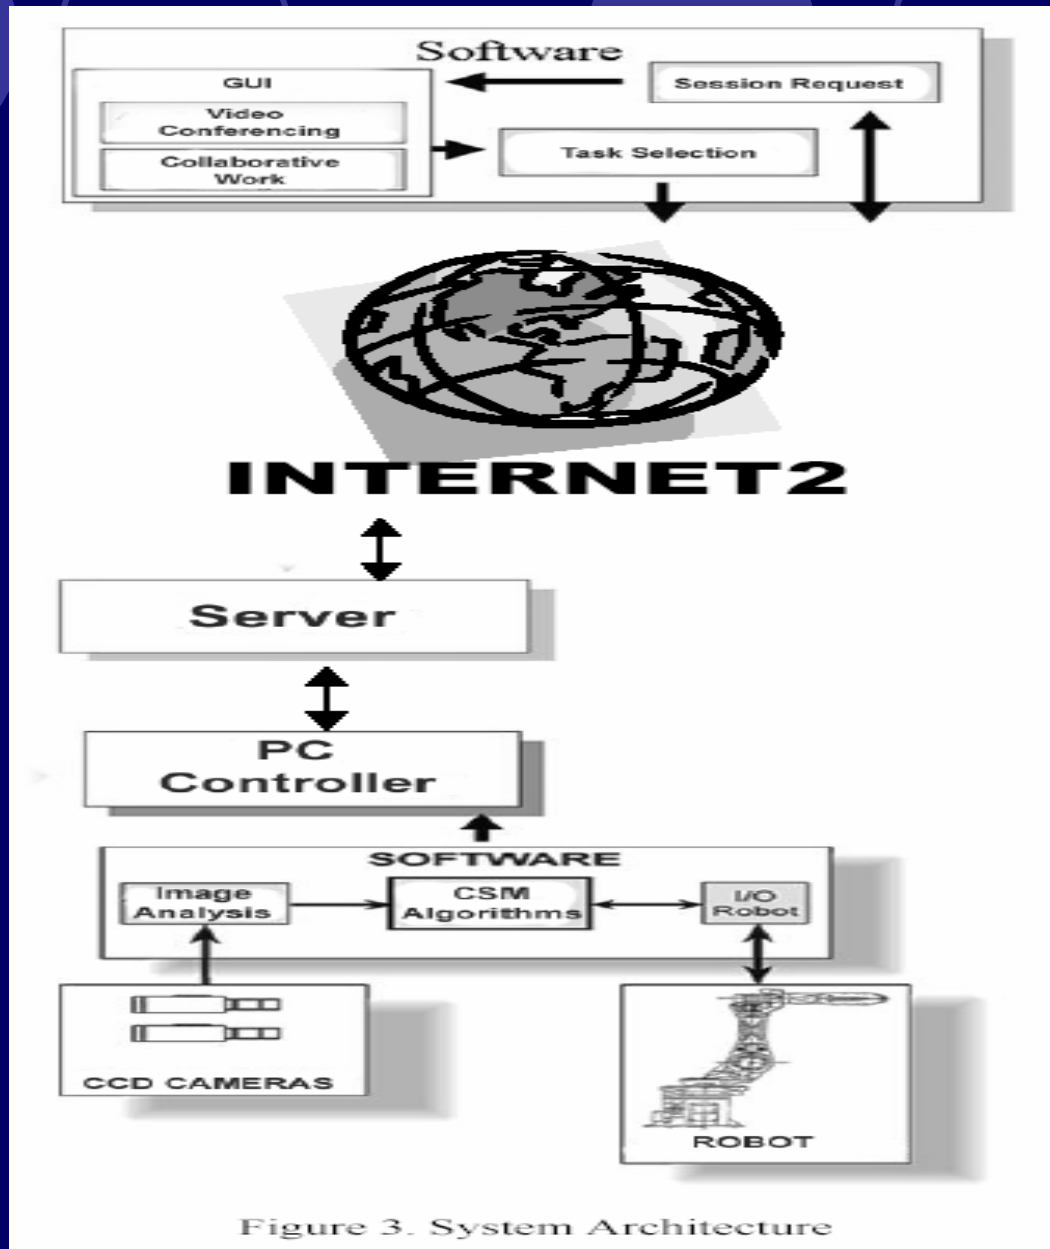 Software
GUI
Session Request
Video
Conferencing
Collaborative
Work
Task Selection
INTERNET2
Server
PC
Controller
SOFTWARE
Image
Analysis
CSM
Algorithms
I/O
Robot
CCD CAMERAS
ROBOT
Figure 3. System Architecture